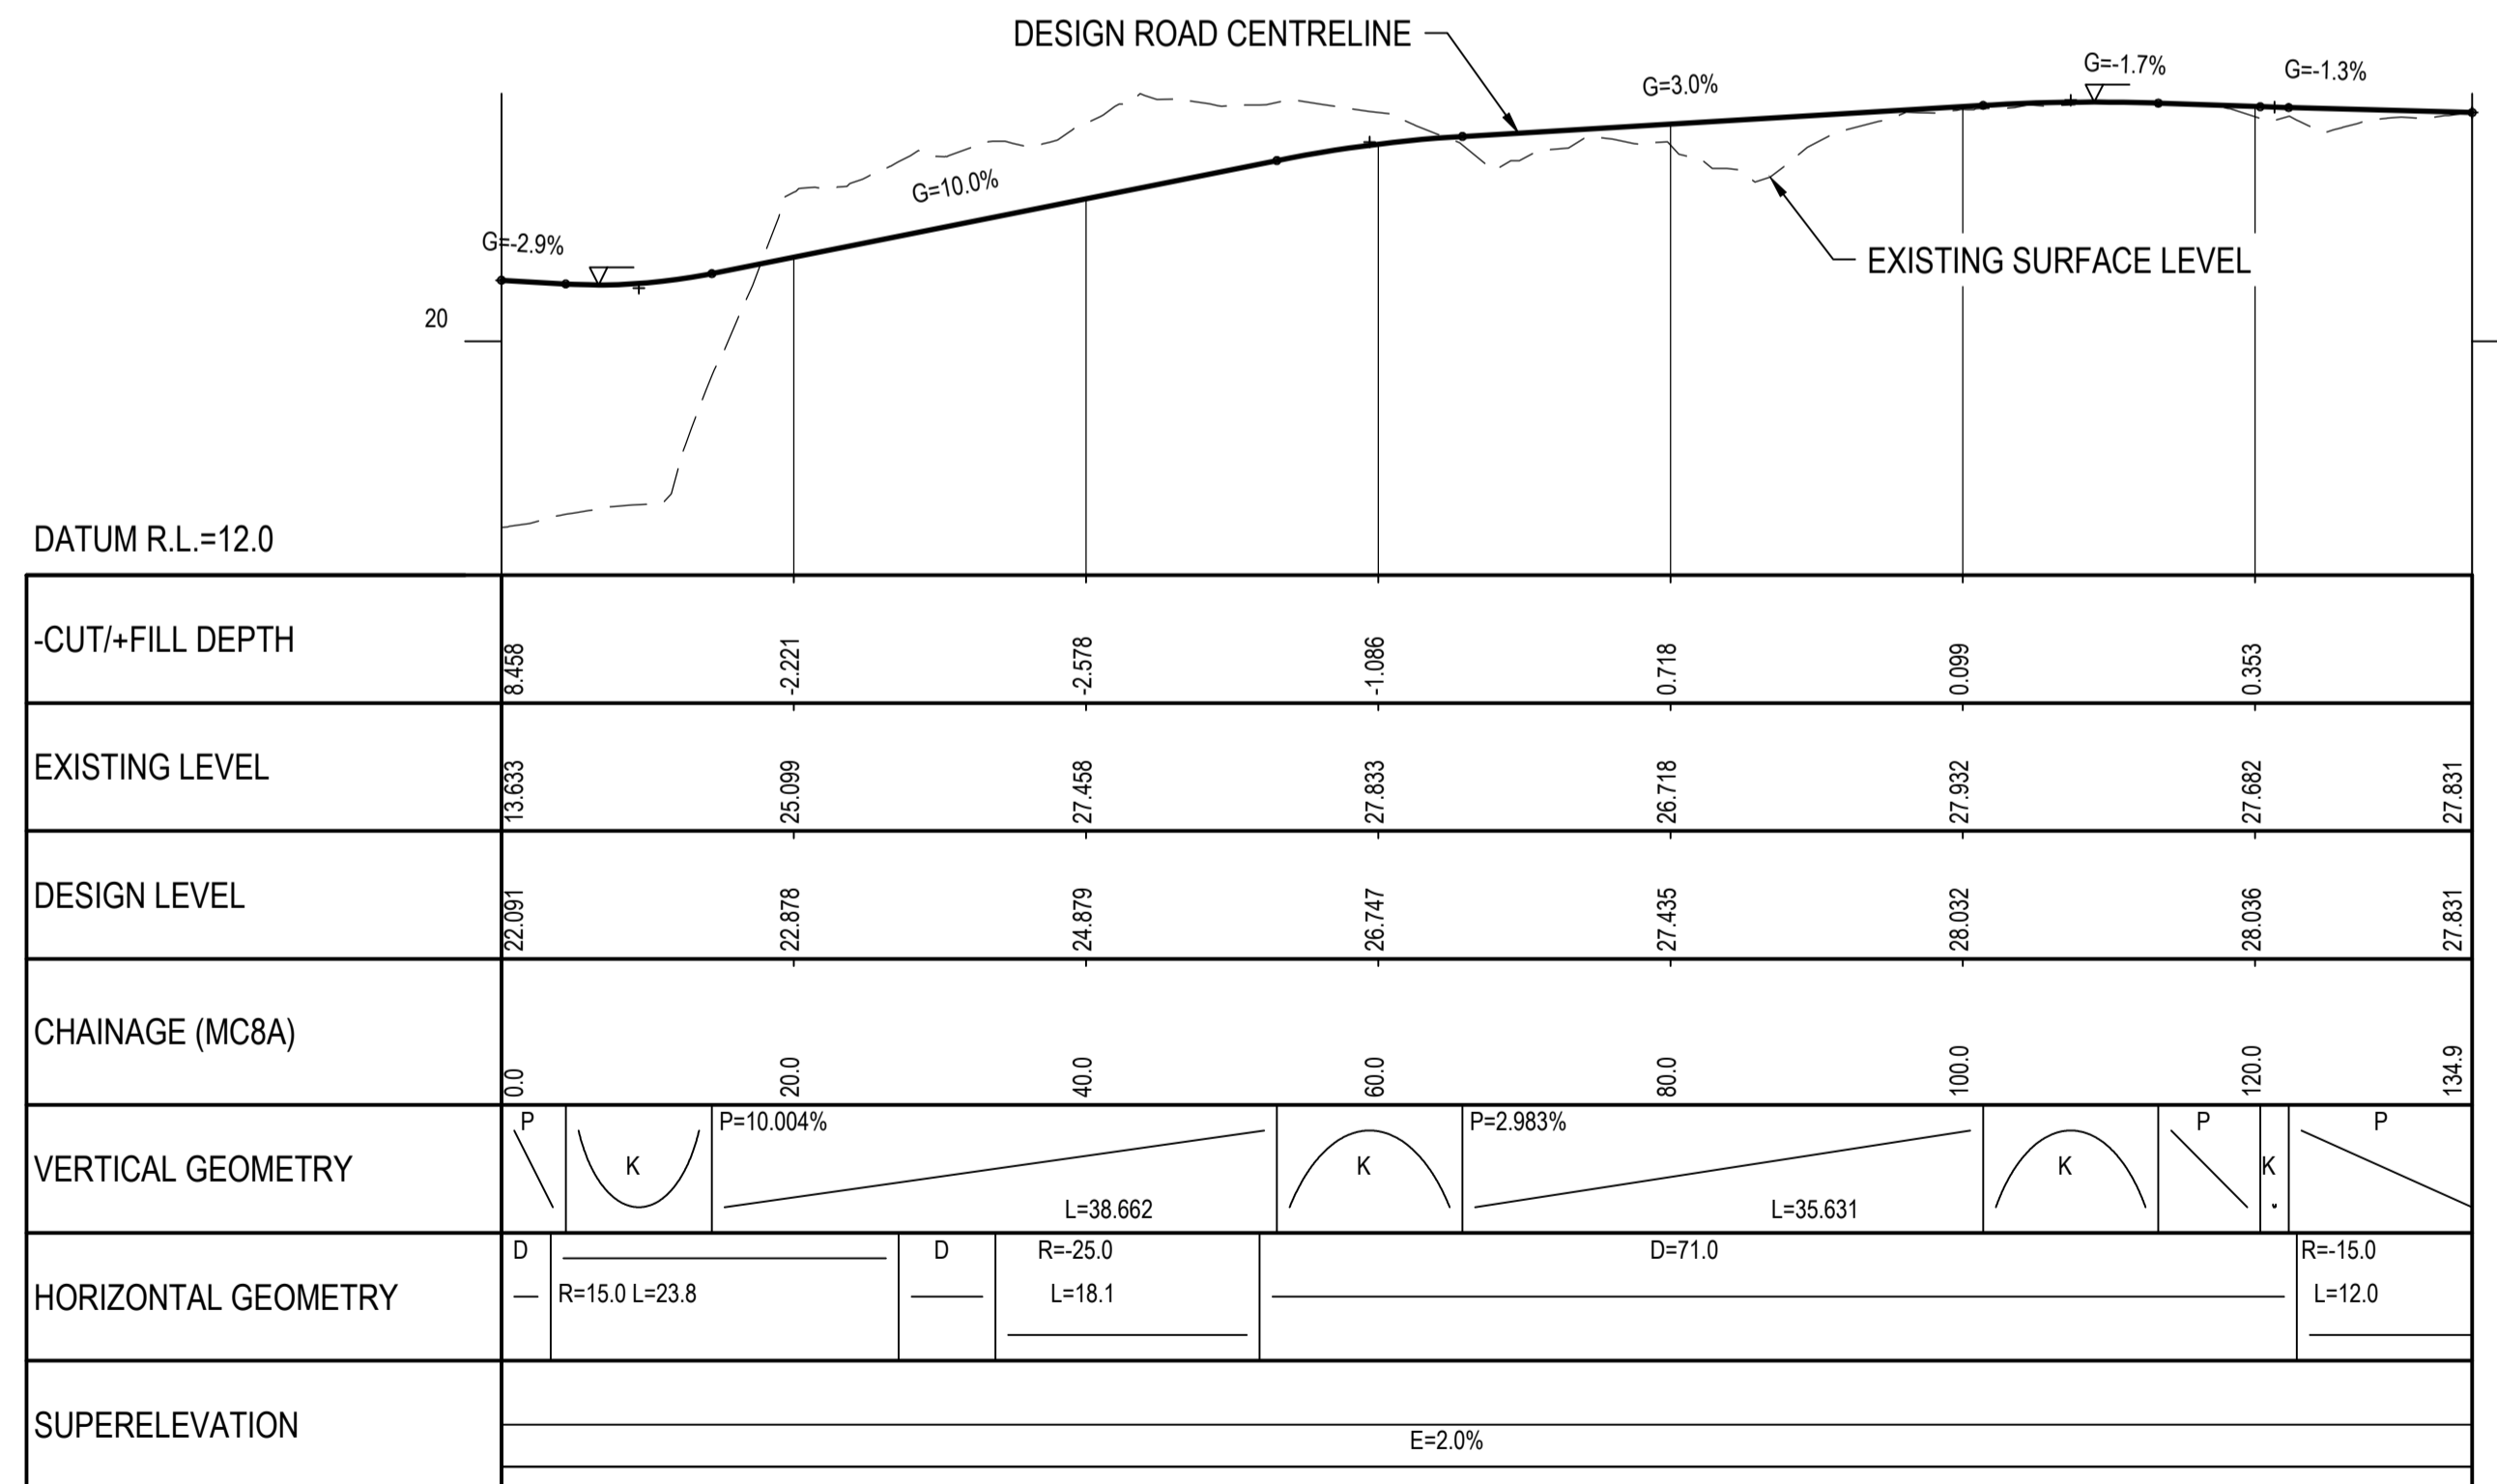 DESIGN ROAD CENTRELINE
G=-1.7%
G=-1.3%
G=3.0%
G=10.0%
G=-2.9%
EXISTING SURFACE LEVEL
20
DATUM R.L.=12.0
-CUT/+FILL DEPTH 8.458 -2.221 -2.578 -1.086 0.718 0.099 0.353
EXISTING LEVEL 13.633 25.099 27.458 27.833 26.718 27.932 27.682 27.831
DESIGN LEVEL 22.091 22.878 24.879 26.747 27.435 28.032 28.036 27.831
CHAINAGE (MC8A) 0.0 20.0 40.0 60.0 80.0 100.0 120.0 134.9
P P=10.004% P=2.983% P P
VERTICAL GEOMETRY K K K K
L=38.662 L=35.631
D D R=-25.0 D=71.0 R=-15.0
HORIZONTAL GEOMETRY R=15.0 L=23.8 L=18.1 L=12.0
SUPERELEVATION
E=2.0%